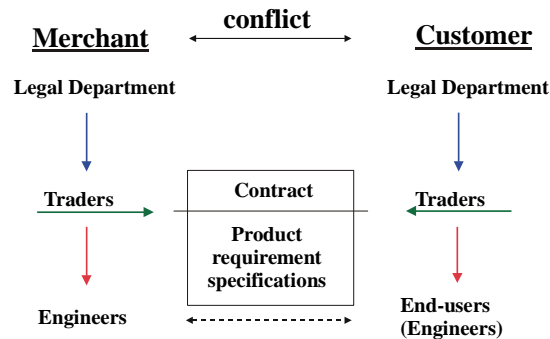 conflict
Merchant
Customer
Legal Department
Legal Department
Traders
Contract
Traders
Product
requirement
specifications
Engineers
End-users
(Engineers)